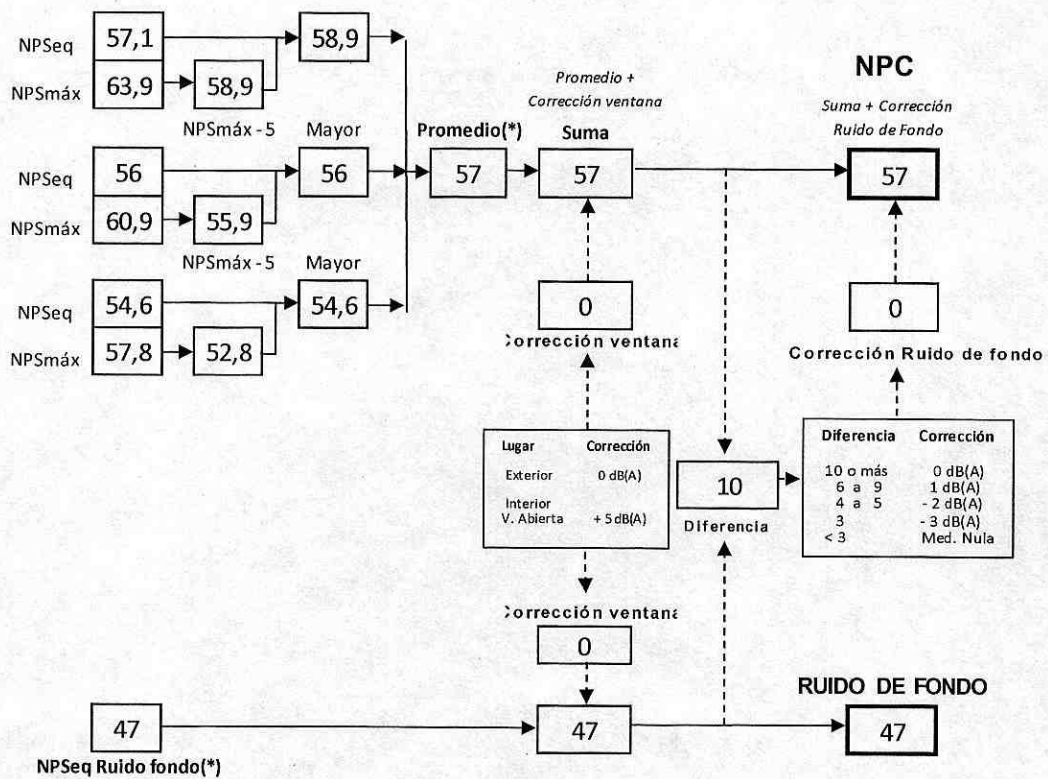 NPSeq 57,1 58,9
NPSmáx 63,9 58,9
NPSmáx - 5 Mayor
NPSeq 56 56
NPSmáx 60,9 55,9
NPSmáx - 5 Mayor
NPSeq 54,6 54,6
NPSmáx 57,8 52,8
Promedio(*)
57
Promedio +
Corrección ventana
Suma
57
0
Corrección ventana
NPC
Suma + Corrección
Ruido de Fondo
57
0
Corrección Ruido de fondo
Lugar Corrección
Exterior 0 dB(A)
Interior
V. Abierta + 5 dB(A)
10
Diferencia
Diferencia Corrección
10 o más 0 dB(A)
6 a 9 1 dB(A)
4 a 5 - 2 dB(A)
3 - 3 dB(A)
< 3 Med. Nula
Corrección ventana
0
47
NPSeq Ruido fondo(*)
47
RUIDO DE FONDO
47